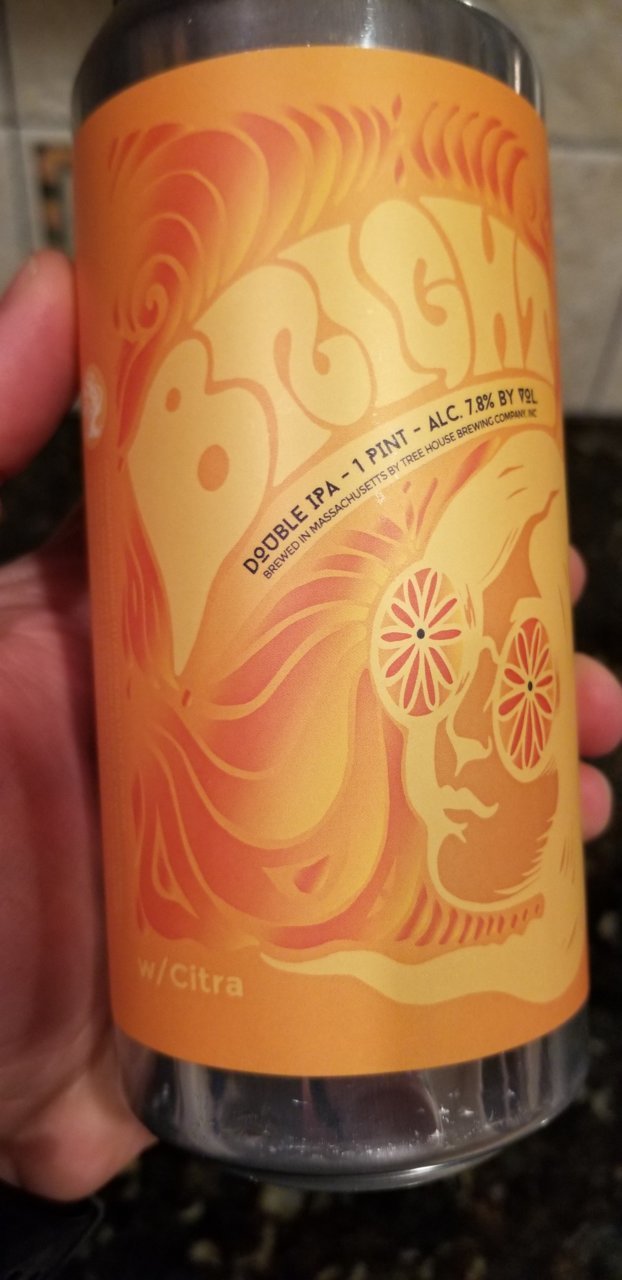 BRIGHT
DOUBLE IPA - 1 PINT - ALC. 7.8% BY VOL
BREWED IN MASSACHUSETTS BY TREE HOUSE BREWING COMPANY, INC
w/Citra